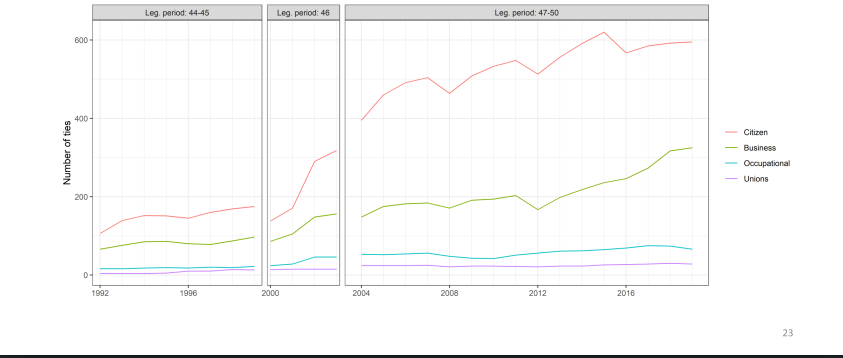 Leg. period: 44-45
Leg. period: 46
Leg. period: 47-50
Number of ties
600
400
200
0
1992
1996
2000
2004
2008
2012
2016
Citizen
Business
Occupational
Unions
23